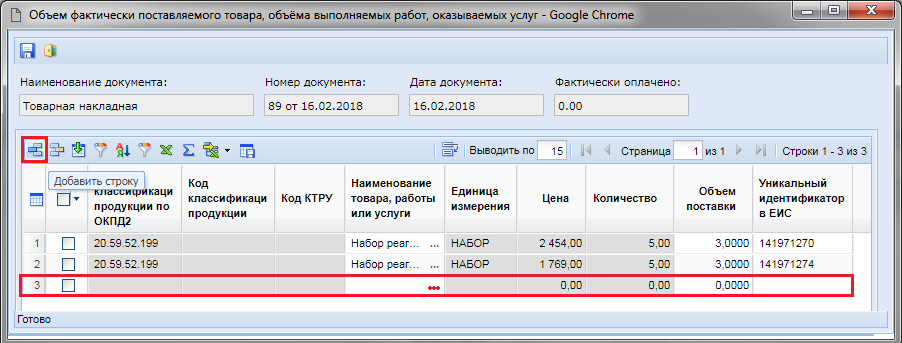 Объем фактически поставляемого товара, объёма выполняемых работ, оказываемых услуг - Google Chrome
Наименование документа: Номер документа: Дата документа: Фактически оплачено:
Товарная накладная 89 от 16.02.2018 16.02.2018 0.00
Выводить по 15 Страница 1 из 1 Строки 1 - 3 из 3
Добавить строку
классификаци продукции по ОКПД2
Код классификаци продукции
Код КТРУ
Наименование товара, работы или услуги
Единица измерения
Цена
Количество
Объем поставки
Уникальный идентификатор в ЕИС
1 20.59.52.199 Набор реаг... ... НАБОР 2 454,00 5,00 3,0000 141971270
2 20.59.52.199 Набор реаг... ... НАБОР 1 769,00 5,00 3,0000 141971274
3 ... 0,00 0,00 0,0000
Готово